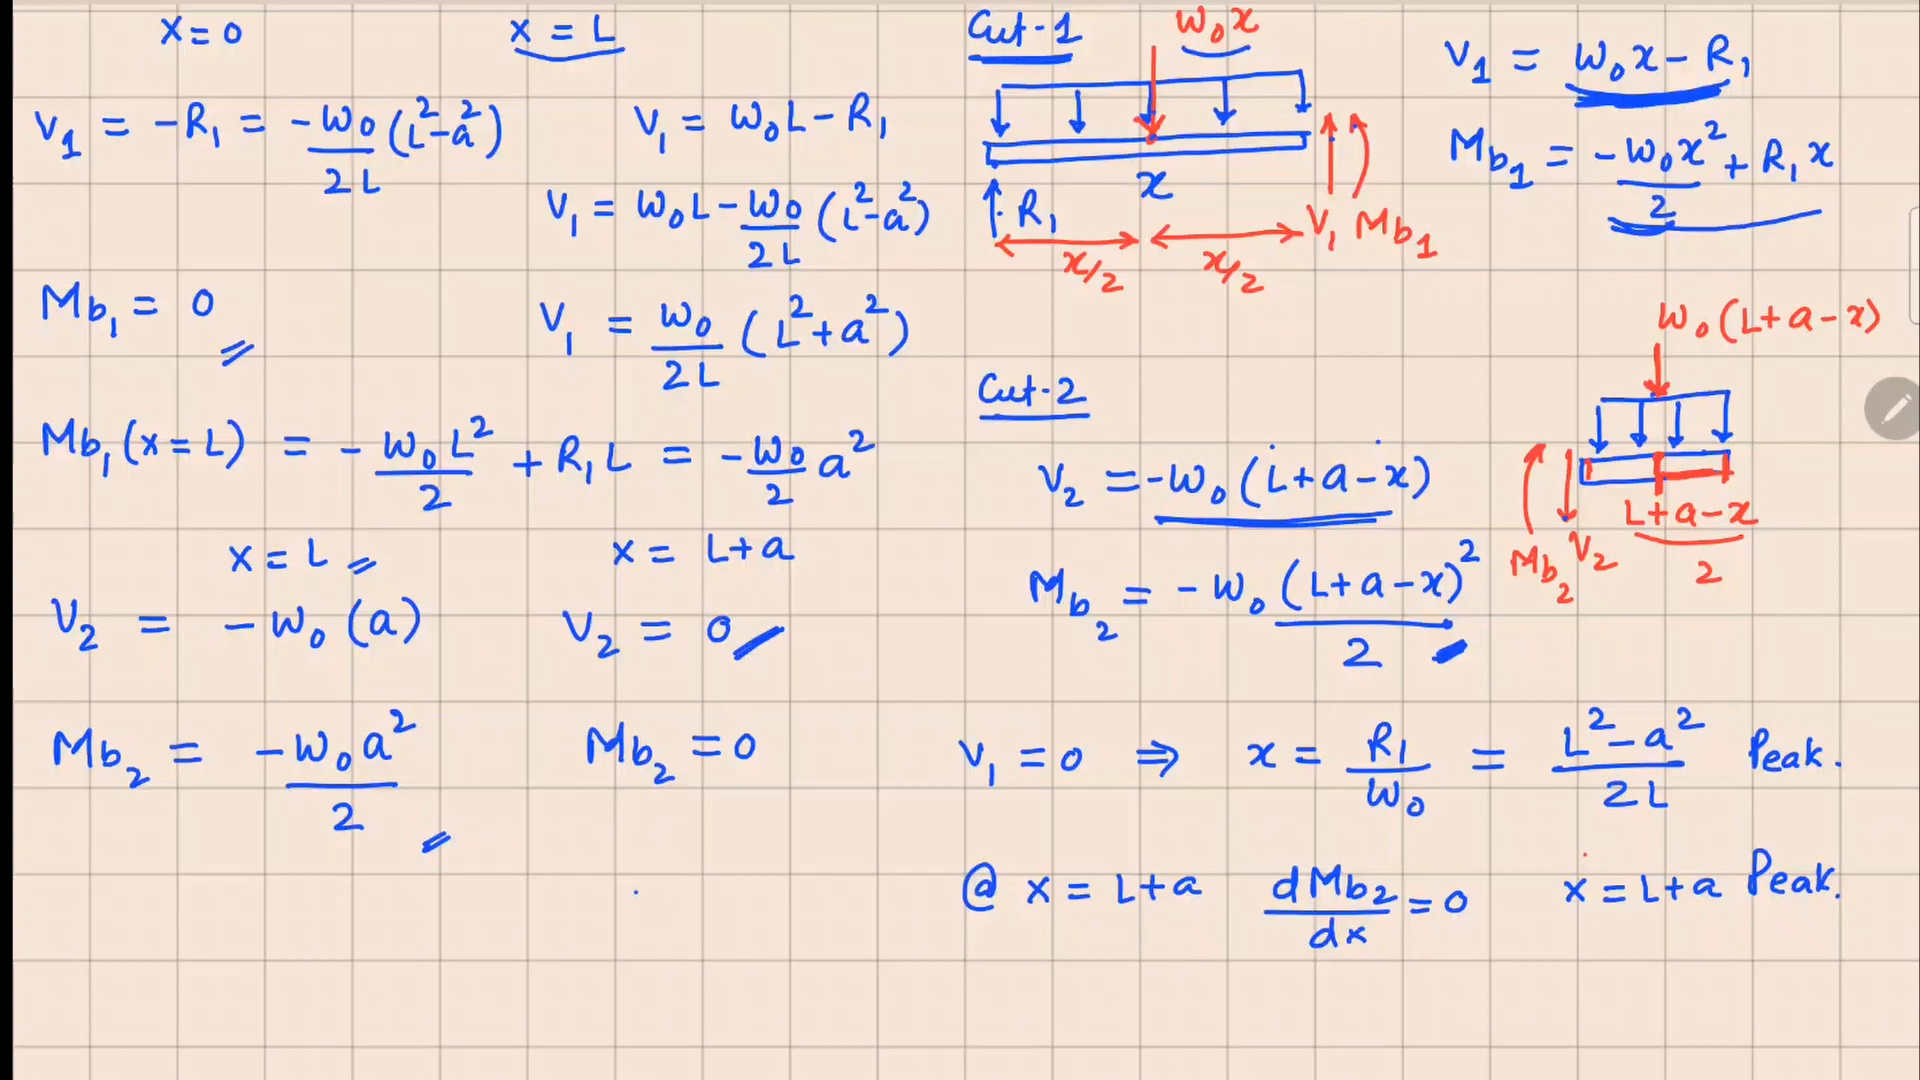 x = 0
x = L
V₁ = -R₁ = -w₀/2L (L² - a²)
V₁ = w₀L - R₁
V₁ = w₀L - w₀/2L (L² - a²)
Mb₁ = 0
V₁ = w₀/2L (L² + a²)
Mb₁ (x = L) = - w₀L²/2 + R₁L = -w₀/2 a²
x = L
x = L+a
V₂ = -w₀ (a)
V₂ = 0
Mb₂ = -w₀a²/2
Mb₂ = 0
Cut-1
w₀x
R₁
x
x/2
x/2
V₁ Mb₁
V₁ = w₀x - R₁
Mb₁ = -w₀x²/2 + R₁x
Cut-2
w₀ (L+a-x)
L+a-x/2
Mb₂ V₂
V₂ = -w₀ (L+a-x)
Mb₂ = -w₀ (L+a-x)²/2
V₁ = 0 ⇒ x = R₁/w₀ = L²-a²/2L Peak.
@ x = L+a dMb₂/dx = 0 x = L+a Peak.